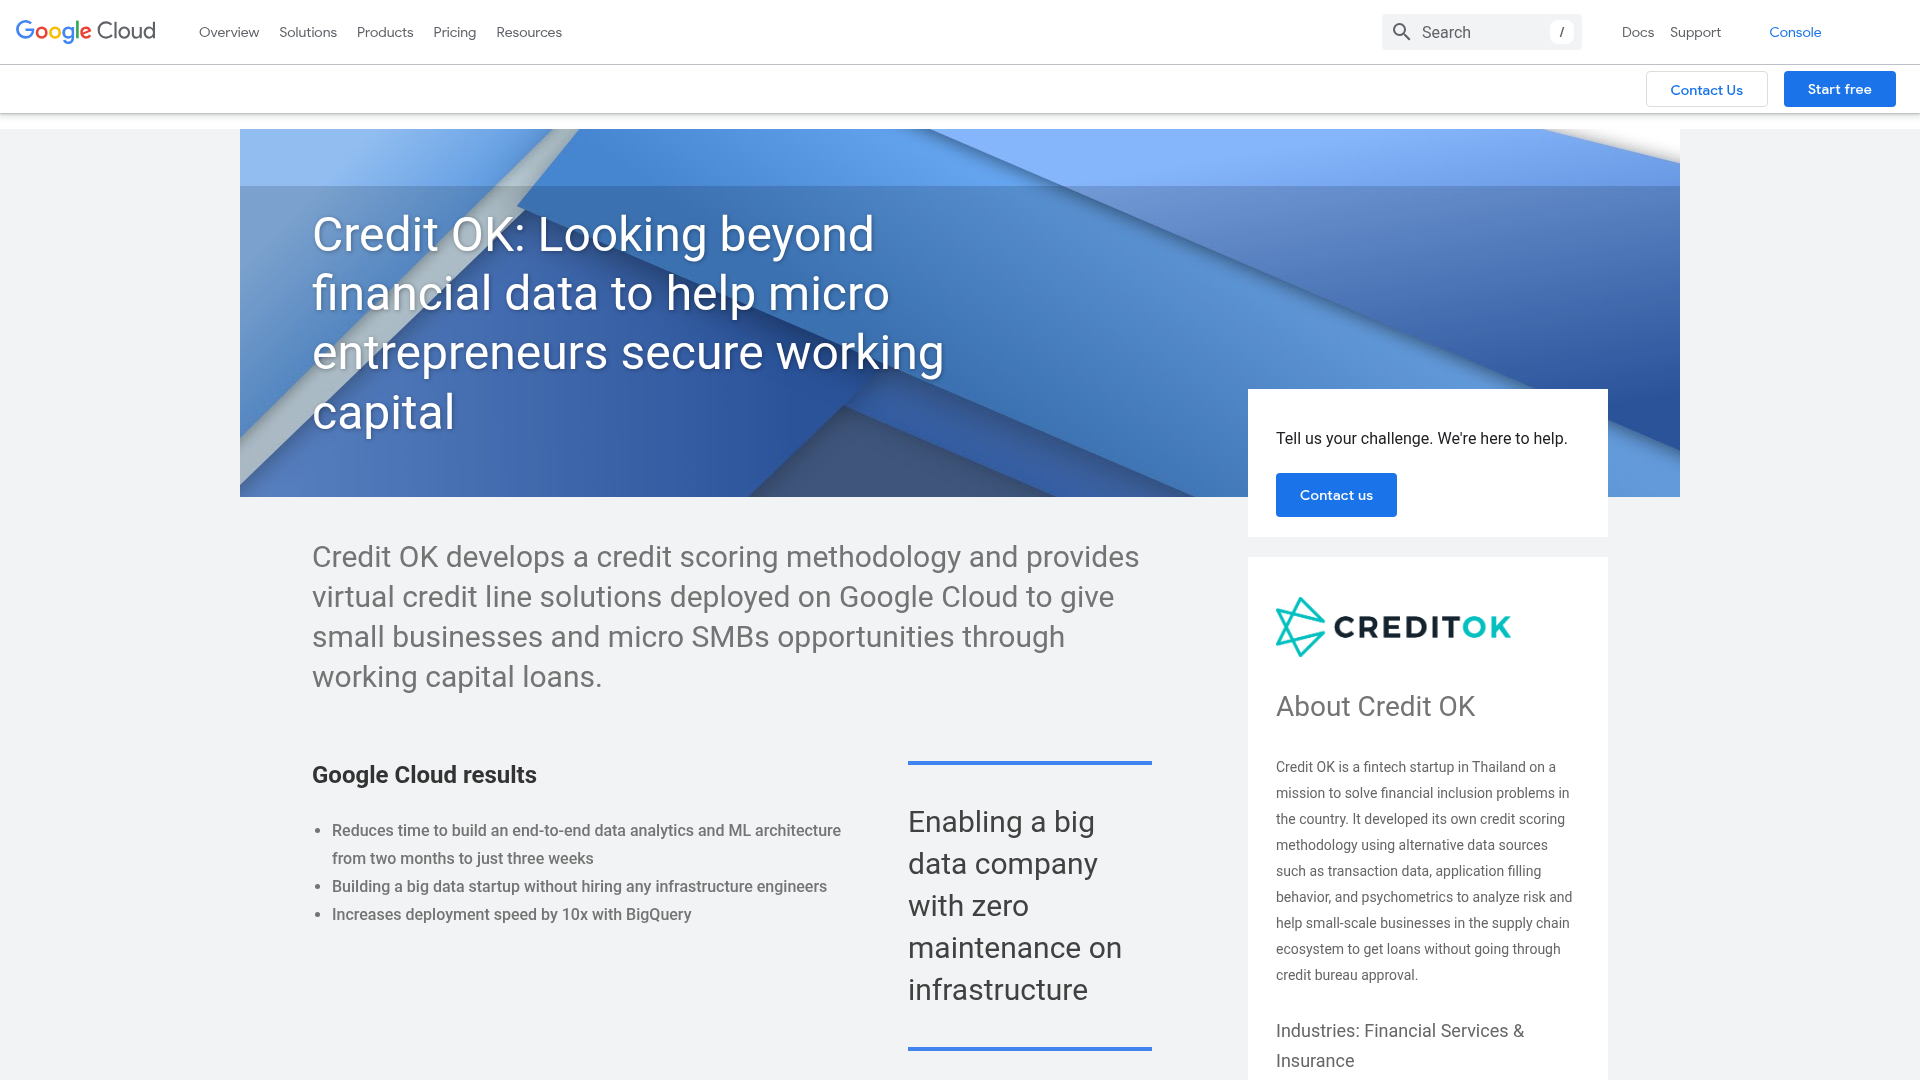 Google Cloud
Overview
Solutions
Products
Pricing
Resources
Search
/
Docs
Support
Console
Contact Us
Start free
Credit OK: Looking beyond
financial data to help micro
entrepreneurs secure working
capital
Tell us your challenge. We're here to help.
Contact us
Credit OK develops a credit scoring methodology and provides
virtual credit line solutions deployed on Google Cloud to give
small businesses and micro SMBs opportunities through
working capital loans.
Google Cloud results
• Reduces time to build an end-to-end data analytics and ML architecture
from two months to just three weeks
• Building a big data startup without hiring any infrastructure engineers
• Increases deployment speed by 10x with BigQuery
Enabling a big
data company
with zero
maintenance on
infrastructure
CREDITOK
About Credit OK
Credit OK is a fintech startup in Thailand on a
mission to solve financial inclusion problems in
the country. It developed its own credit scoring
methodology using alternative data sources
such as transaction data, application filling
behavior, and psychometrics to analyze risk and
help small-scale businesses in the supply chain
ecosystem to get loans without going through
credit bureau approval.
Industries: Financial Services &
Insurance